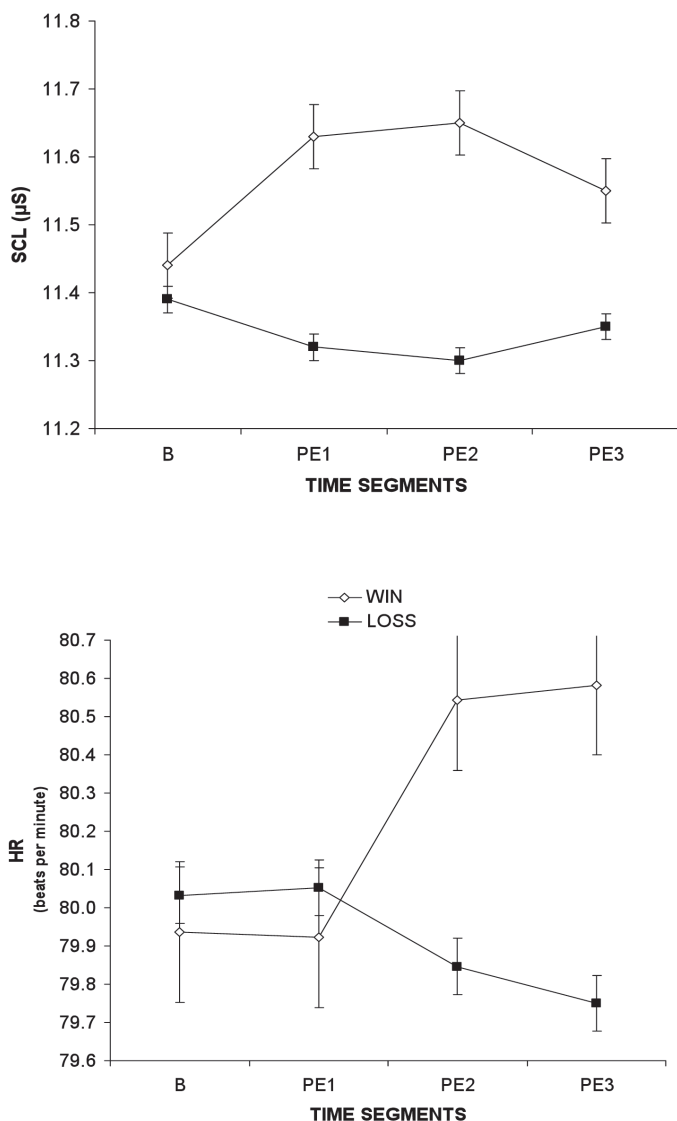 11.8
11.7
11.6
11.5
11.4
11.3
11.2
SCL (µS)
B PE1 PE2 PE3
TIME SEGMENTS
WIN
LOSS
80.7
80.6
80.5
80.4
80.3
80.2
80.1
80.0
79.9
79.8
79.7
79.6
HR
(beats per minute)
B PE1 PE2 PE3
TIME SEGMENTS